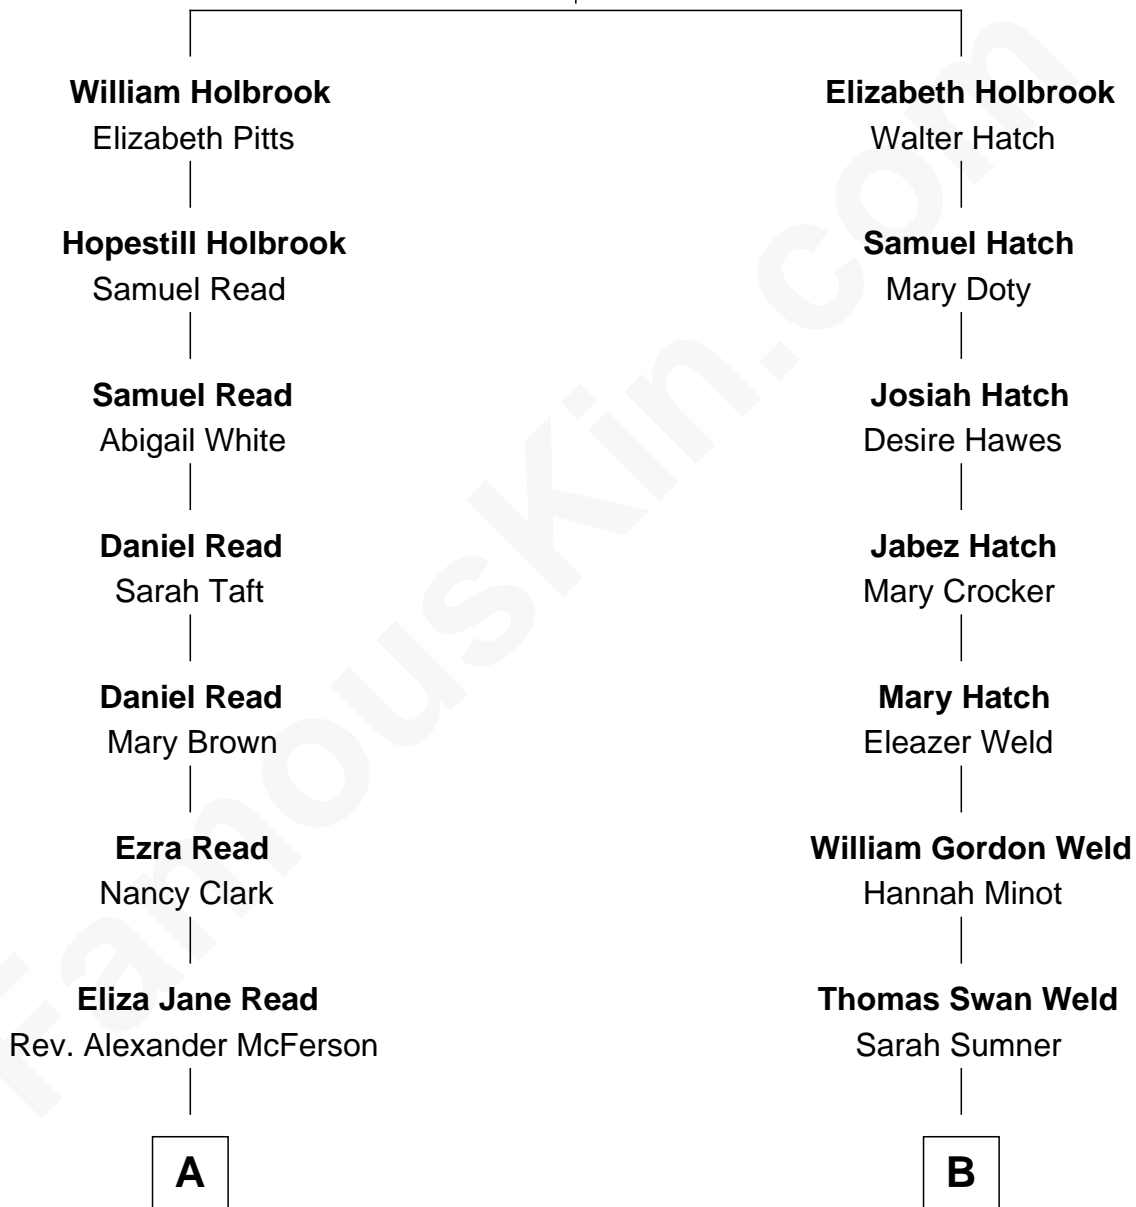 William Holbrook
Elizabeth Pitts
Elizabeth Holbrook
Walter Hatch
Hopestill Holbrook
Samuel Read
Samuel Hatch
Mary Doty
Samuel Read
Abigail White
Josiah Hatch
Desire Hawes
Daniel Read
Sarah Taft
Jabez Hatch
Mary Crocker
Daniel Read
Mary Brown
Mary Hatch
Eleazer Weld
Ezra Read
Nancy Clark
William Gordon Weld
Hannah Minot
Eliza Jane Read
Rev. Alexander McFerson
Thomas Swan Weld
Sarah Sumner
A
B
FamousKin.com